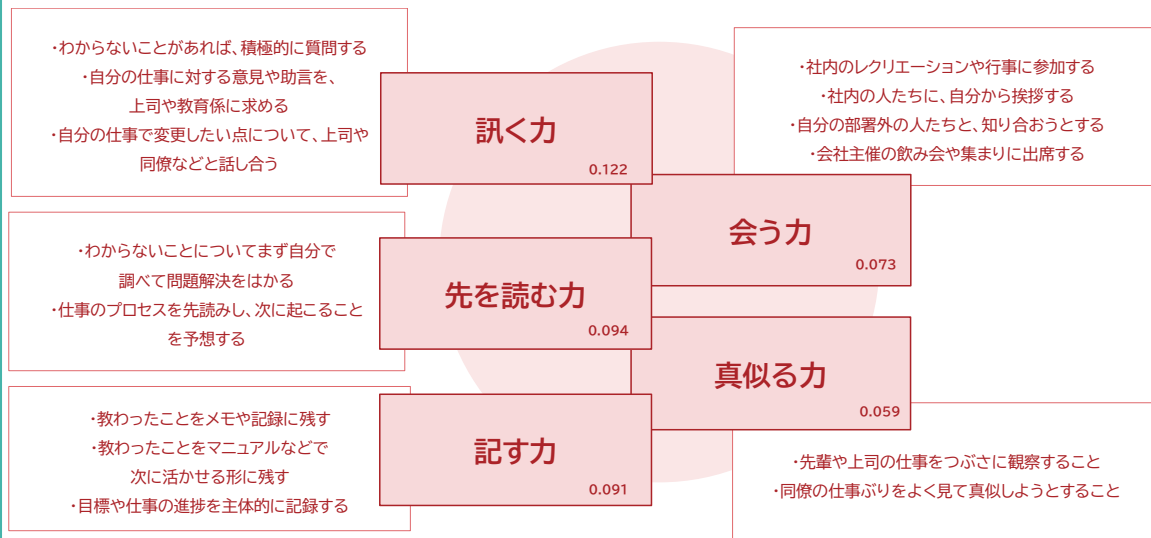 ・わからないことがあれば、積極的に質問する
・自分の仕事に対する意見や助言を、
上司や教育係に求める
・自分の仕事で変更したい点について、上司や
同僚などと話し合う
訊く力
0.122
・社内のレクリエーションや行事に参加する
・社内の人たちに、自分から挨拶する
・自分の部署外の人たちと、知り合おうとする
・会社主催の飲み会や集まりに出席する
会う力
0.073
・わからないことについてまず自分で
調べて問題解決をはかる
・仕事のプロセスを先読みし、次に起こること
を予想する
先を読む力
0.094
真似る力
0.059
・教わったことをメモや記録に残す
・教わったことをマニュアルなどで
次に活かせる形に残す
・目標や仕事の進捗を主体的に記録する
記す力
0.091
・先輩や上司の仕事をつぶさに観察すること
・同僚の仕事ぶりをよく見て真似しようとすること